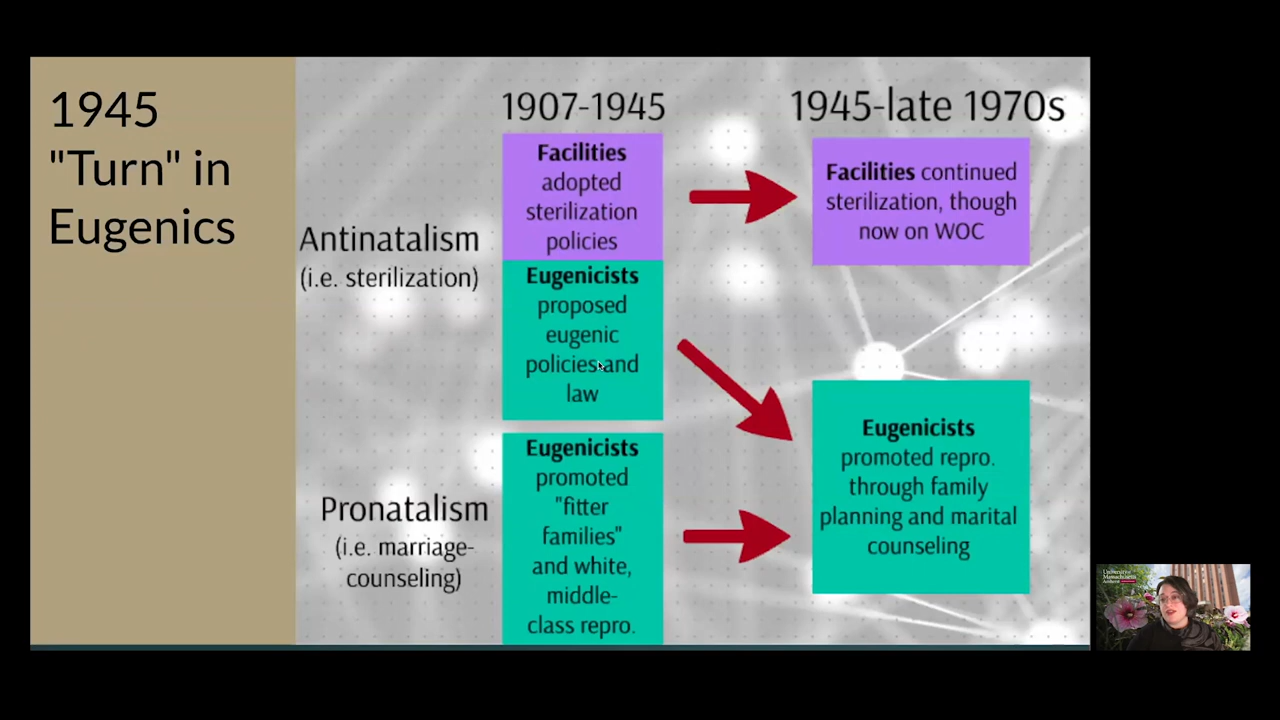 1945
"Turn" in
Eugenics
1907-1945
1945-late 1970s
Antinatalism
(i.e. sterilization)
Facilities
adopted
sterilization
policies
Eugenicists
proposed
eugenic
policies and
law
Facilities continued
sterilization, though
now on WOC
Pronatalism
(i.e. marriage-
counseling)
Eugenicists
promoted
"fitter
families"
and white,
middle-
class repro.
Eugenicists
promoted repro.
through family
planning and marital
counseling
University of
Massachusetts
Amherst